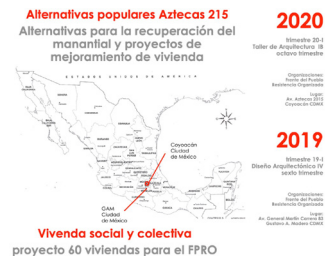 Alternativas populares Aztecas 215
Alternativas para la recuperación del
manantial y proyectos de
mejoramiento de vivienda
ESTADOS UNIDOS DE AMERICA
Coyoacán
Ciudad
de México
GAM
Ciudad
de México
Vivenda social y colectiva
proyecto 60 viviendas para el FPRO
2020
trimestre 20-I
Taller de Arquitectura IB
octavo trimestre
Organizaciones:
Frente del Pueblo
Resistencia Organizada
Lugar:
Av. Aztecas 2015
Coyoacán CDMX
2019
trimestre 19-I
Diseño Arquitectónico IV
sexto trimestre
Organizaciones:
Frente del Pueblo
Resistencia Organizada
Lugar:
Av. General Martín Carrera 85
Gustavo A. Madero CDMX